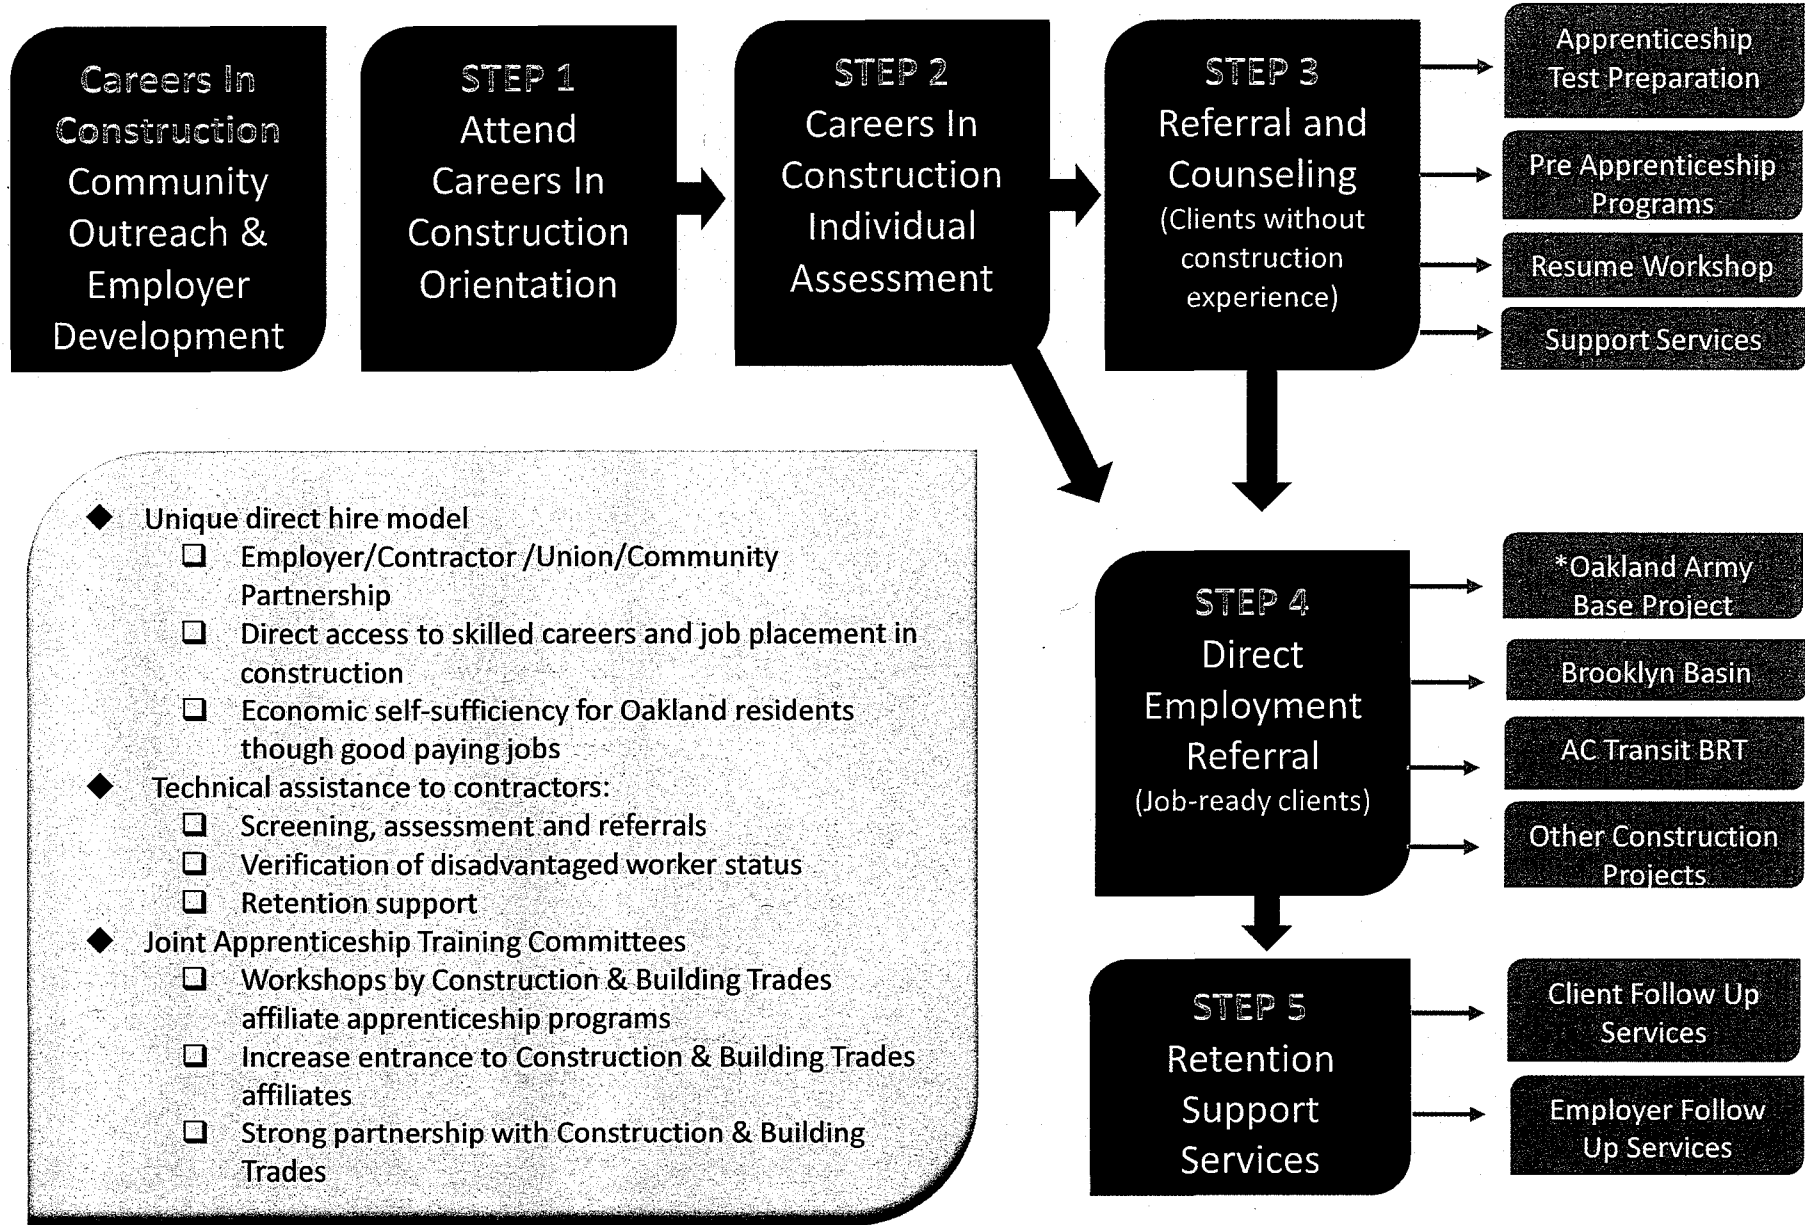 Careers In
Construction
Community
Outreach &
Employer
Development
STEP 1
Attend
Careers In
Construction
Orientation
STEP 2
Careers In
Construction
Individual
Assessment
STEP 3
Referral and
Counseling
(Clients without
construction
experience)
Apprenticeship
Test Preparation
Pre Apprenticeship
Programs
Resume Workshop
Support Services
◆ Unique direct hire model
❑ Employer/Contractor /Union/Community
Partnership
❑ Direct access to skilled careers and job placement in
construction
❑ Economic self-sufficiency for Oakland residents
though good paying jobs
◆ Technical assistance to contractors:
❑ Screening, assessment and referrals
❑ Verification of disadvantaged worker status
❑ Retention support
◆ Joint Apprenticeship Training Committees
❑ Workshops by Construction & Building Trades
affiliate apprenticeship programs
❑ Increase entrance to Construction & Building Trades
affiliates
❑ Strong partnership with Construction & Building
Trades
STEP 4
Direct
Employment
Referral
(Job-ready clients)
*Oakland Army
Base Project
Brooklyn Basin
AC Transit BRT
Other Construction
Projects
STEP 5
Retention
Support
Services
Client Follow Up
Services
Employer Follow
Up Services